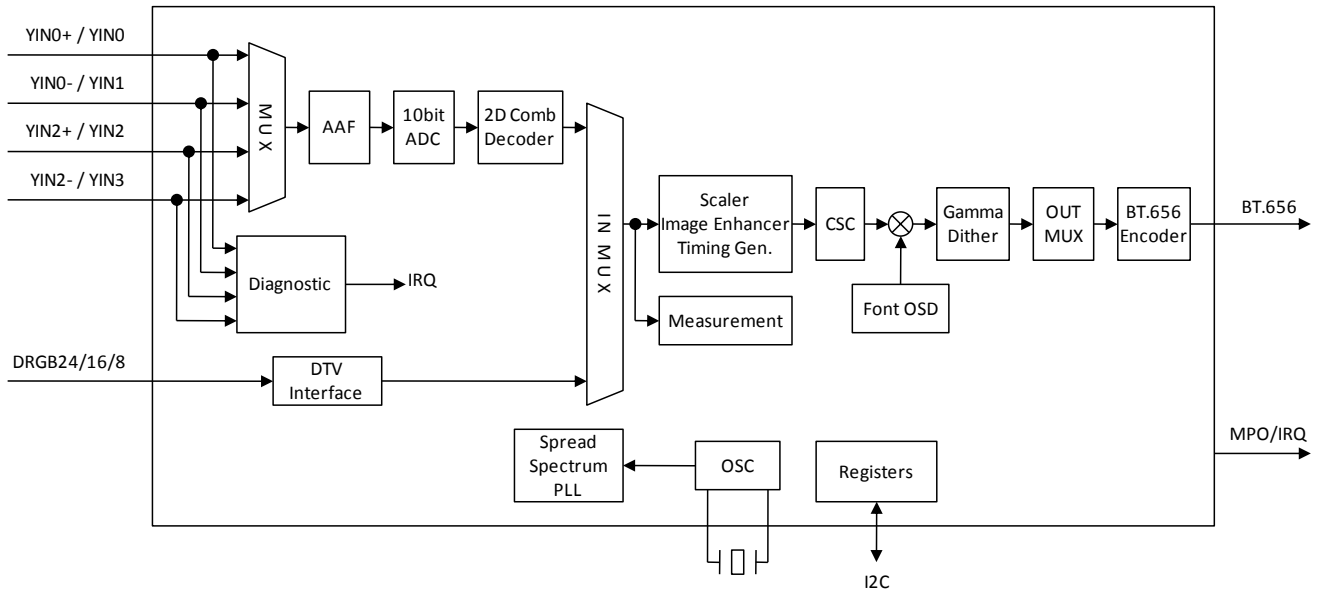 YIN0+ / YIN0
YIN0- / YIN1
YIN2+ / YIN2
YIN2- / YIN3
MUX
AAF
10bit
ADC
2D Comb
Decoder
Diagnostic
IRQ
DRGB24/16/8
DTV
Interface
IN MUX
Scaler
Image Enhancer
Timing Gen.
Measurement
CSC
Font OSD
Gamma
Dither
OUT
MUX
BT.656
Encoder
BT.656
MPO/IRQ
Spread
Spectrum
PLL
OSC
Registers
I2C